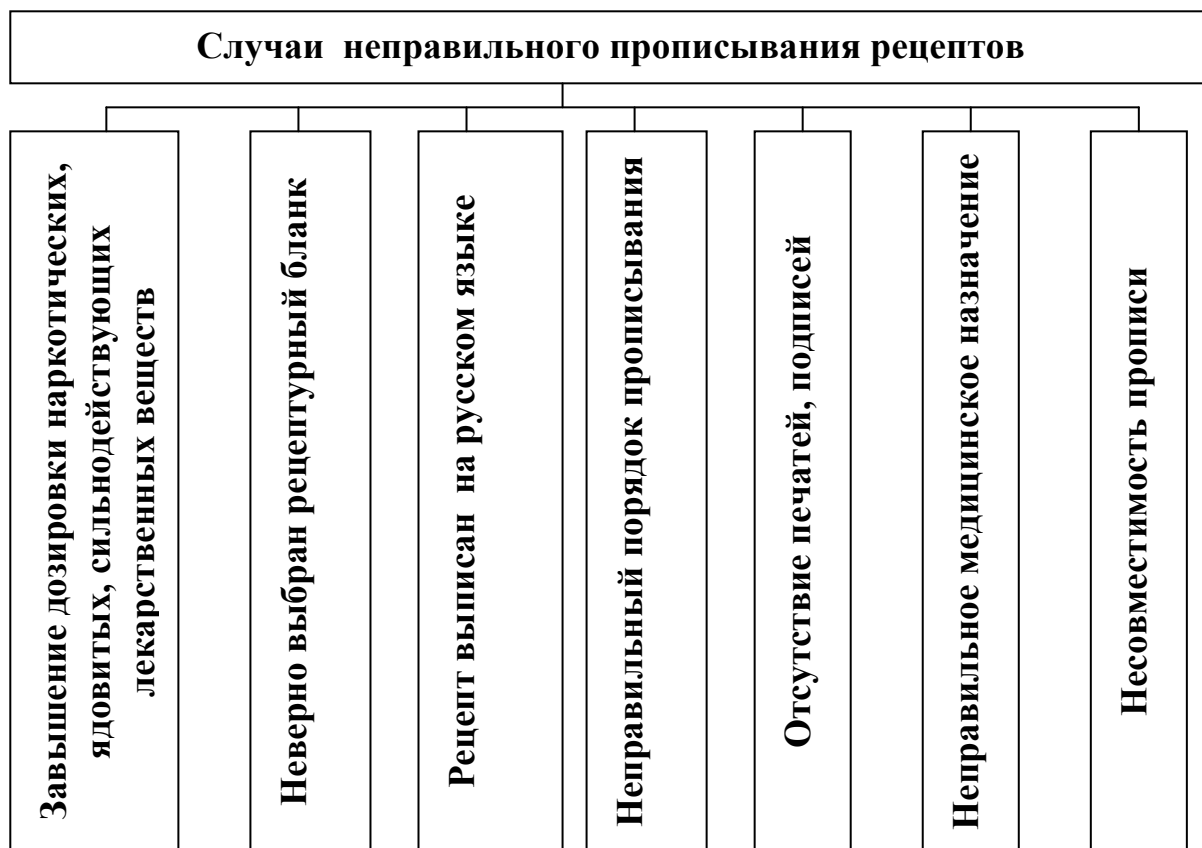 Случаи неправильного прописывания рецептов
Завышение дозировки наркотических,
ядовитых, сильнодействующих
лекарственных веществ
Неверно выбран рецептурный бланк
Рецепт выписан на русском языке
Неправильный порядок прописывания
Отсутствие печатей, подписей
Неправильное медицинское назначение
Несовместимость прописи